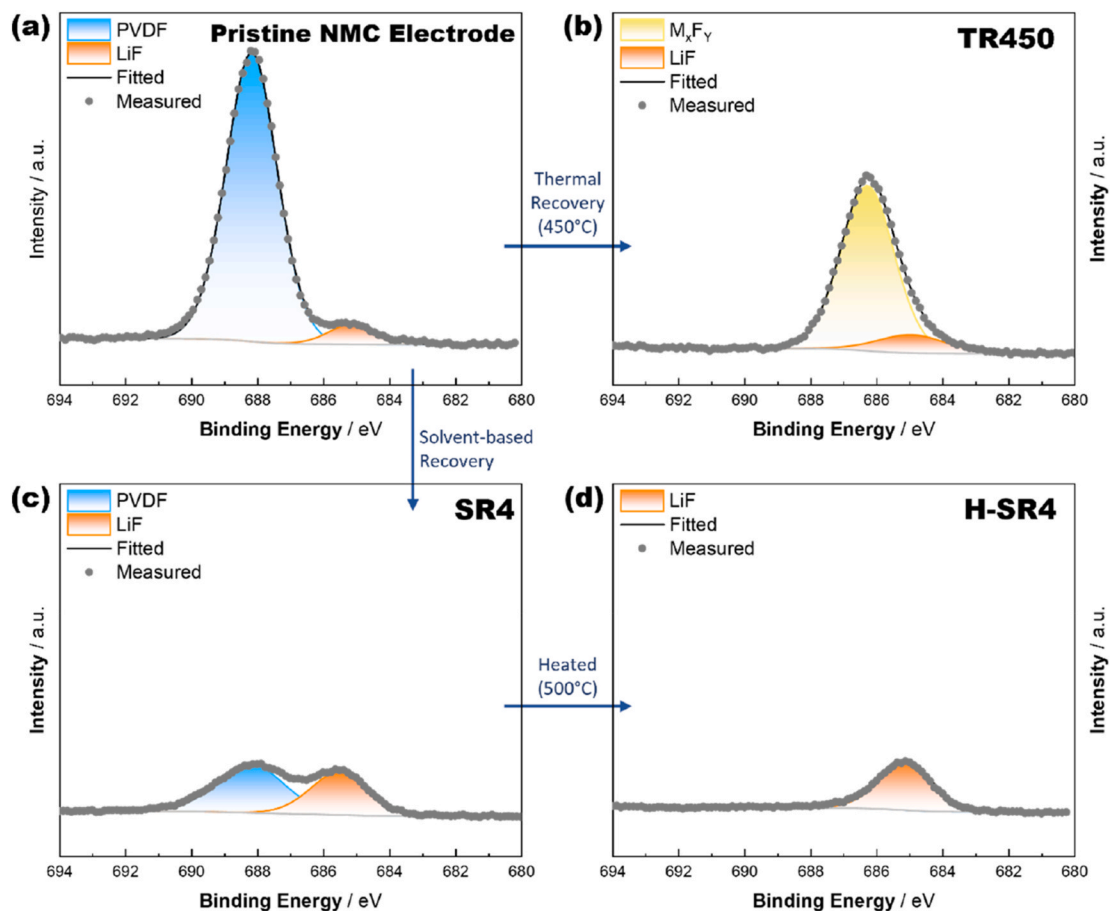 (a)
Pristine NMC Electrode
PVDF
LiF
Fitted
Measured
Intensity / a.u.
694 692 690 688 686 684 682 680
Binding Energy / eV
Thermal
Recovery
(450°C)
(b)
TR450
MxFY
LiF
Fitted
Measured
Intensity / a.u.
694 692 690 688 686 684 682 680
Binding Energy / eV
Solvent-based
Recovery
(c)
SR4
PVDF
LiF
Fitted
Measured
Intensity / a.u.
694 692 690 688 686 684 682 680
Binding Energy / eV
Heated
(500°C)
(d)
H-SR4
LiF
Fitted
Measured
Intensity / a.u.
694 692 690 688 686 684 682 680
Binding Energy / eV